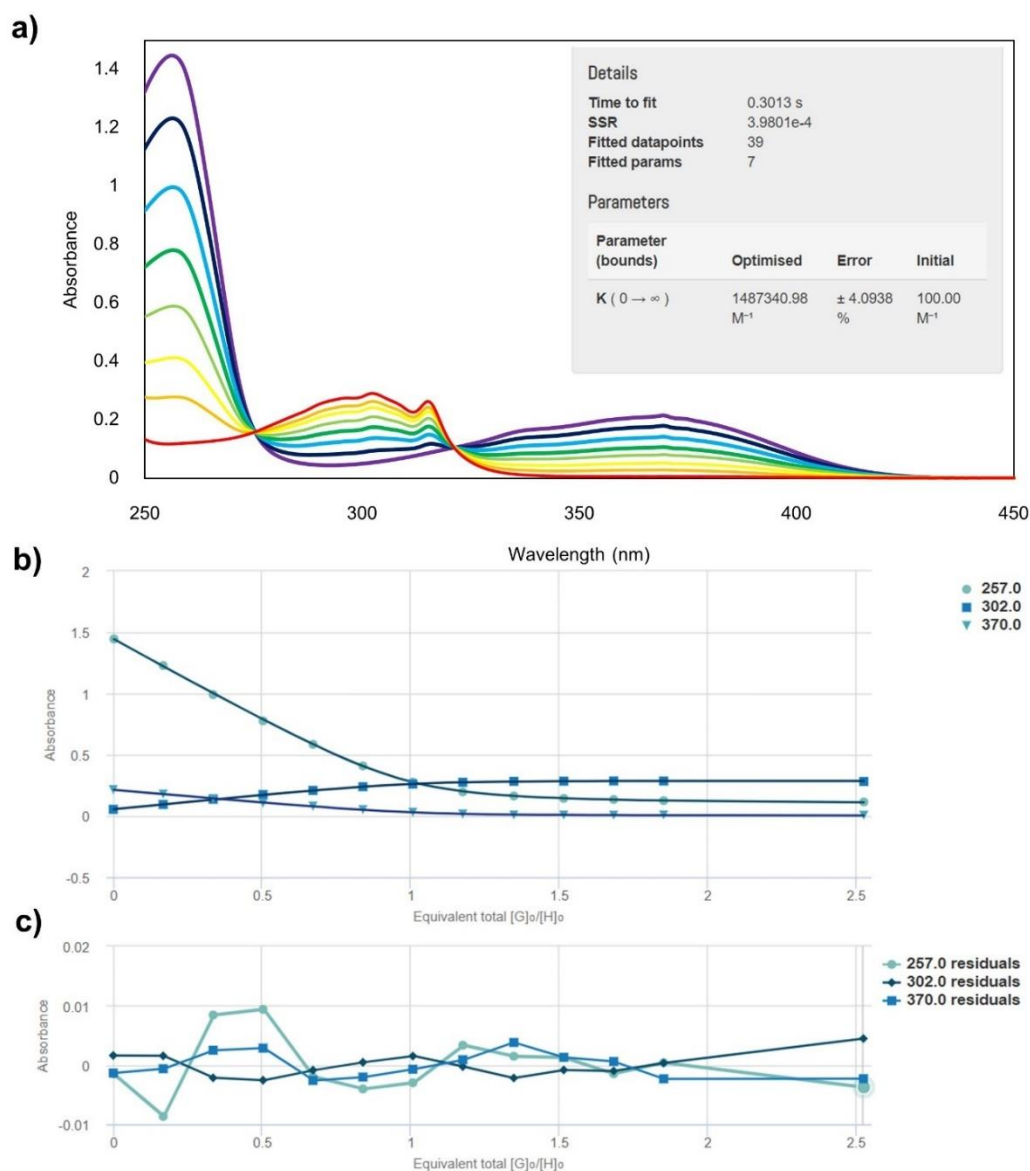 a)
1.4
1.2
1
0.8
0.6
0.4
0.2
0
Absorbance
250 300 350 400 450
Wavelength (nm)
Details
Time to fit 0.3013 s
SSR 3.9801e-4
Fitted datapoints 39
Fitted params 7
Parameters
Parameter (bounds) Optimised Error Initial
K ( 0 → ∞ ) 1487340.98 M⁻¹ ± 4.0938 % 100.00 M⁻¹
b)
2
1.5
1
0.5
0
-0.5
Absorbance
0 0.5 1 1.5 2 2.5
Equivalent total [G]₀/[H]₀
257.0
302.0
370.0
c)
0.02
0.01
0
-0.01
Absorbance
0 0.5 1 1.5 2 2.5
Equivalent total [G]₀/[H]₀
257.0 residuals
302.0 residuals
370.0 residuals